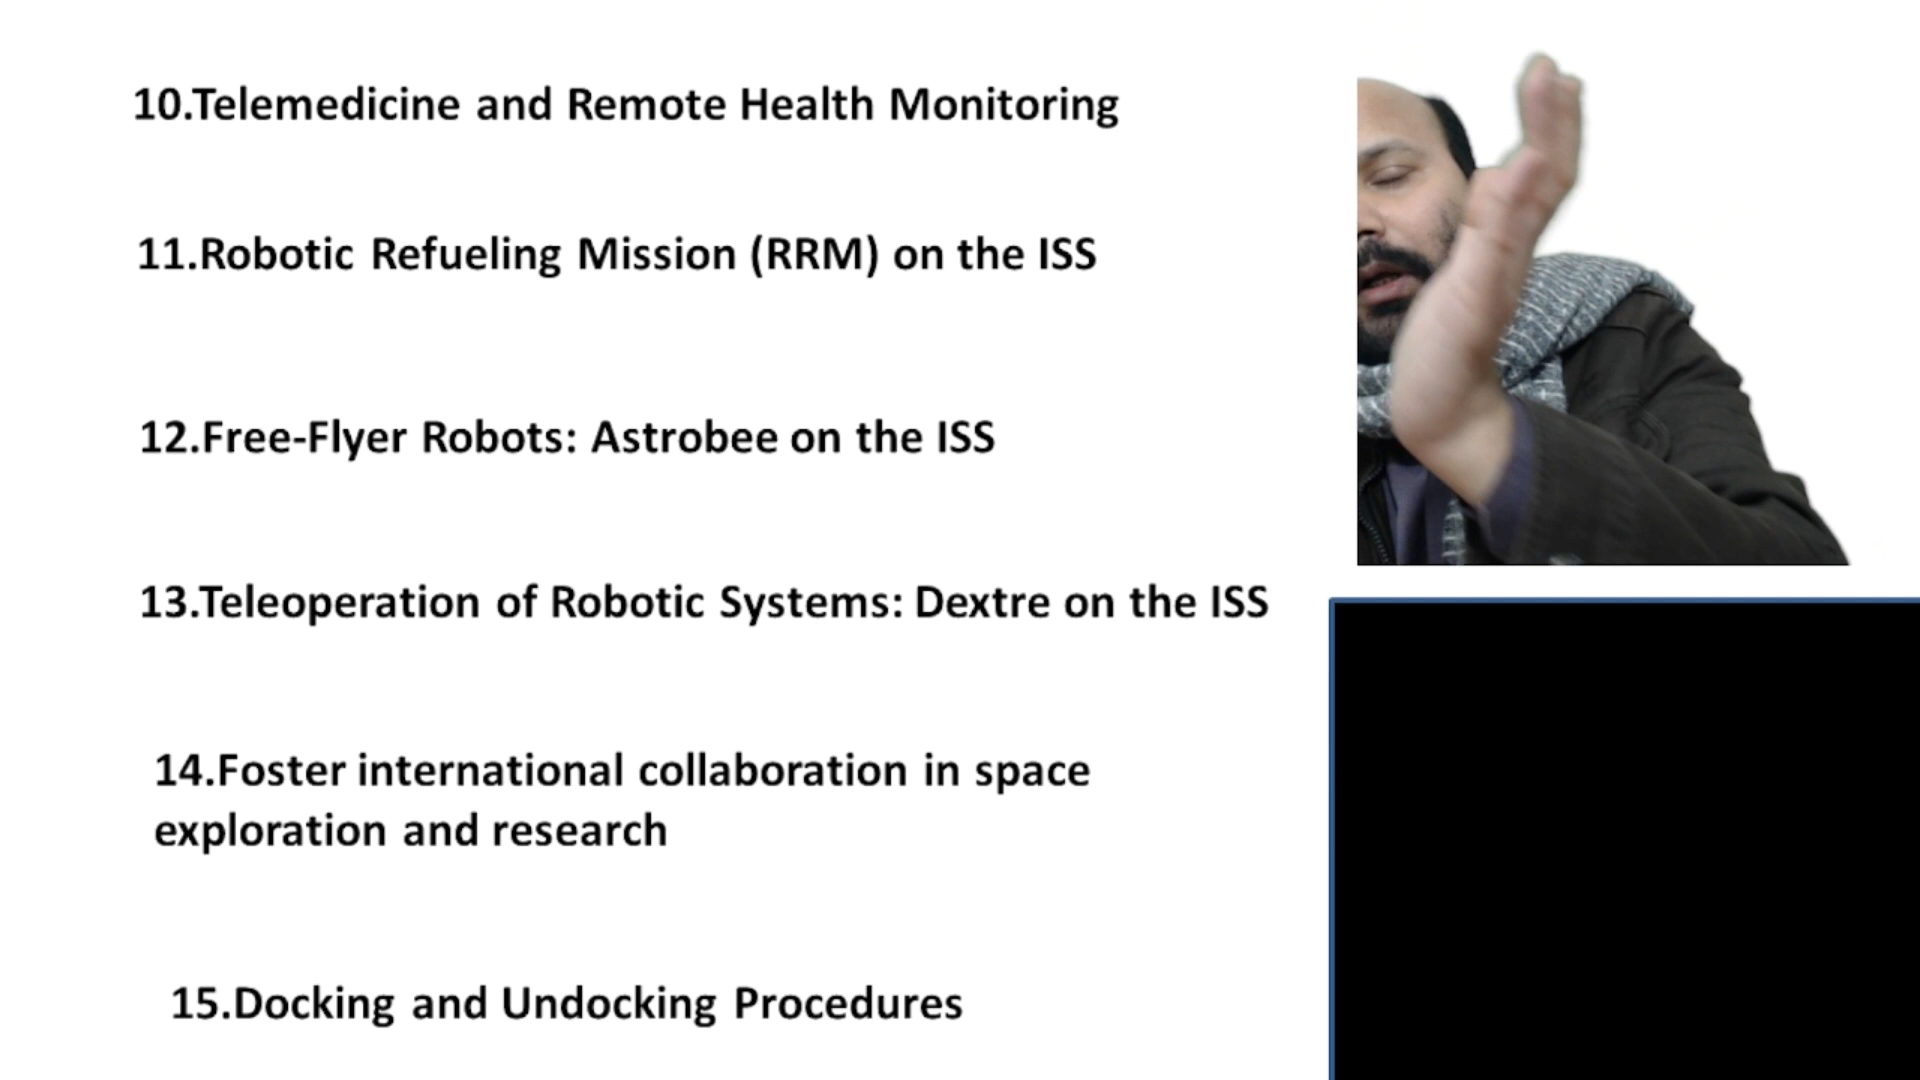 10.Telemedicine and Remote Health Monitoring
11.Robotic Refueling Mission (RRM) on the ISS
12.Free-Flyer Robots: Astrobee on the ISS
13.Teleoperation of Robotic Systems: Dextre on the ISS
14.Foster international collaboration in space
exploration and research
15.Docking and Undocking Procedures